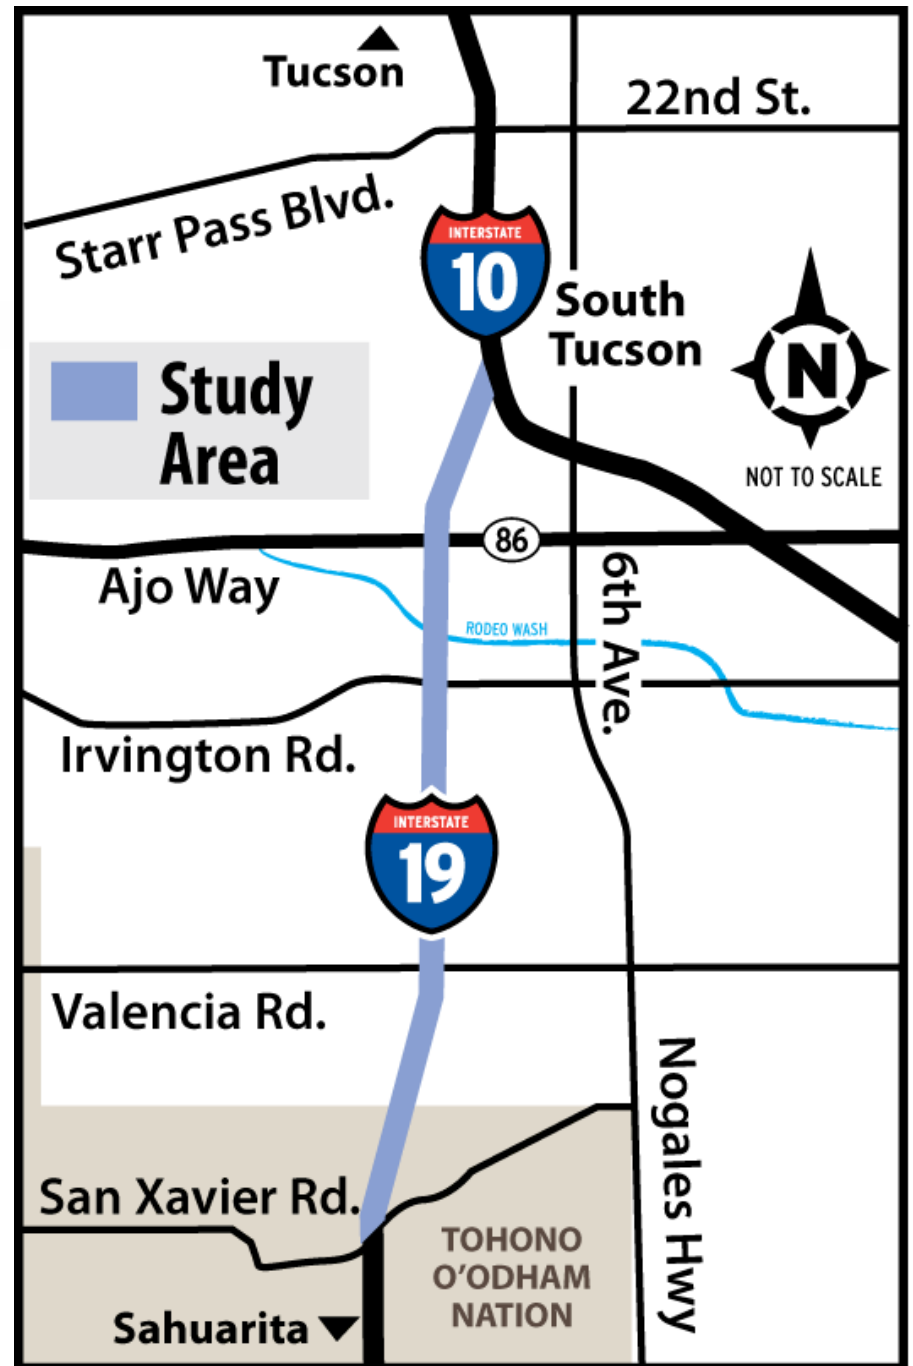 Tucson
22nd St.
Starr Pass Blvd.
INTERSTATE
10
South
Tucson
N
NOT TO SCALE
Study
Area
86
Ajo Way
6th Ave.
RODEO WASH
Irvington Rd.
INTERSTATE
19
Valencia Rd.
Nogales Hwy
San Xavier Rd.
TOHONO
O'ODHAM
NATION
Sahuarita